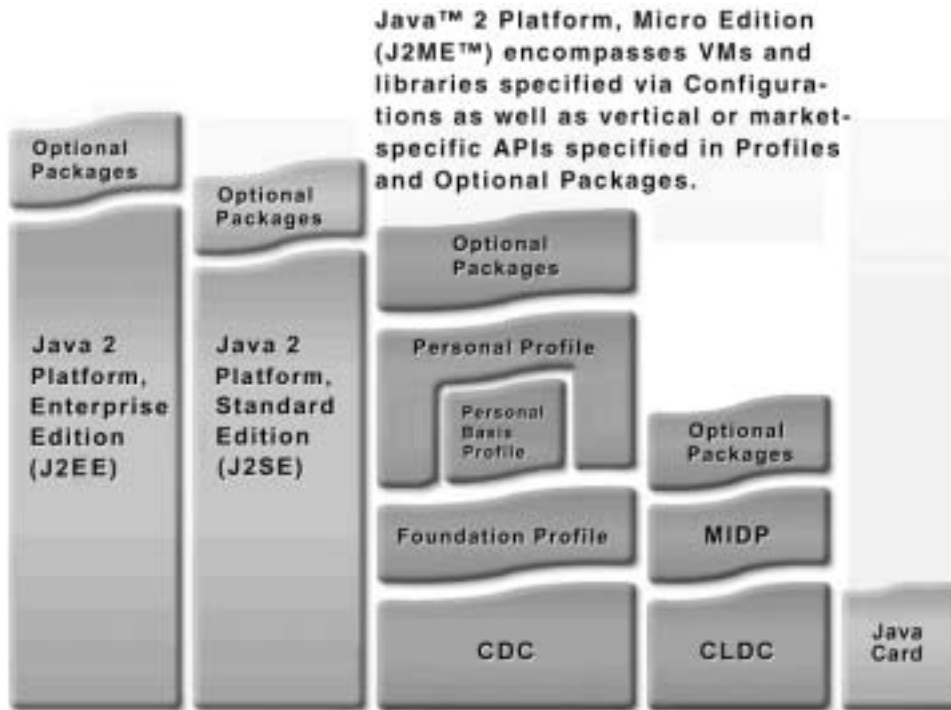 Java™ 2 Platform, Micro Edition
(J2ME™) encompasses VMs and
libraries specified via Configura-
tions as well as vertical or market-
specific APIs specified in Profiles
and Optional Packages.
Optional
Packages
Java 2
Platform,
Enterprise
Edition
(J2EE)
Optional
Packages
Java 2
Platform,
Standard
Edition
(J2SE)
Optional
Packages
Personal Profile
Personal
Basis
Profile
Foundation Profile
CDC
Optional
Packages
MIDP
CLDC
Java
Card